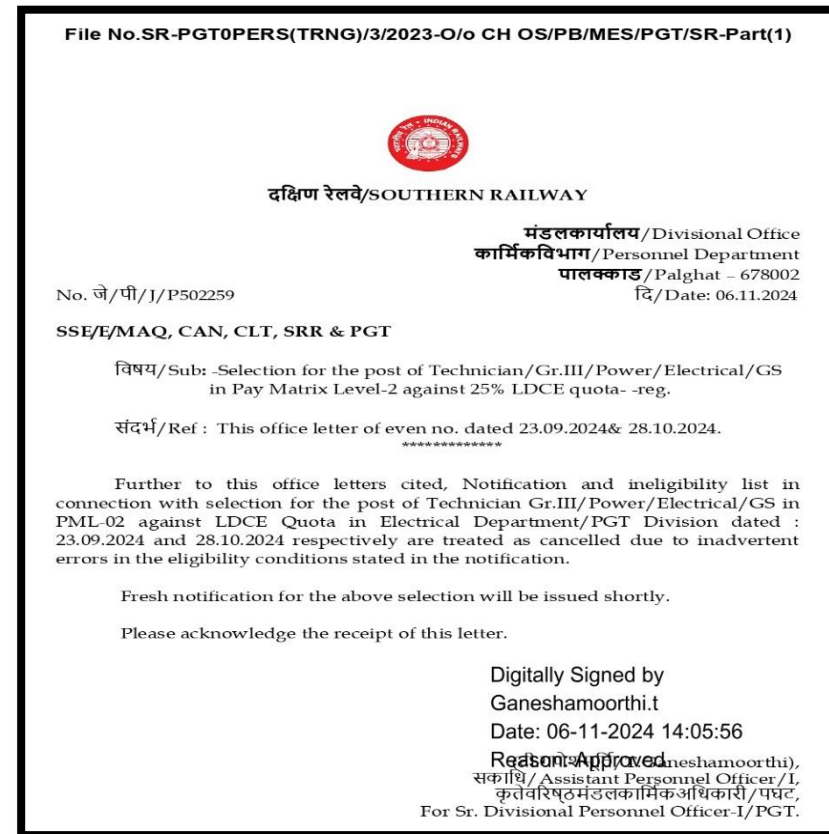 File No.SR-PGT0PERS(TRNG)/3/2023-O/o CH OS/PB/MES/PGT/SR-Part(1)
दक्षिण रेलवे/SOUTHERN RAILWAY
मंडलकार्यालय/Divisional Office
कार्मिकविभाग/Personnel Department
पालक्काड/Palghat – 678002
No. जे/पी/J/P502259 दि/Date: 06.11.2024
SSE/E/MAQ, CAN, CLT, SRR & PGT
विषय/Sub: -Selection for the post of Technician/Gr.III/Power/Electrical/GS
in Pay Matrix Level-2 against 25% LDCE quota- -reg.
संदर्भ/Ref : This office letter of even no. dated 23.09.2024& 28.10.2024.
*************
Further to this office letters cited, Notification and ineligibility list in
connection with selection for the post of Technician Gr.III/Power/Electrical/GS in
PML-02 against LDCE Quota in Electrical Department/PGT Division dated :
23.09.2024 and 28.10.2024 respectively are treated as cancelled due to inadvertent
errors in the eligibility conditions stated in the notification.
Fresh notification for the above selection will be issued shortly.
Please acknowledge the receipt of this letter.
Digitally Signed by
Ganeshamoorthi.t
Date: 06-11-2024 14:05:56
Reason: Approved
aneshamoorthi),
सकाधि/Assistant Personnel Officer/I,
कृतेवरिष्ठमंडलकार्मिकअधिकारी/पघट,
For Sr. Divisional Personnel Officer-I/PGT.